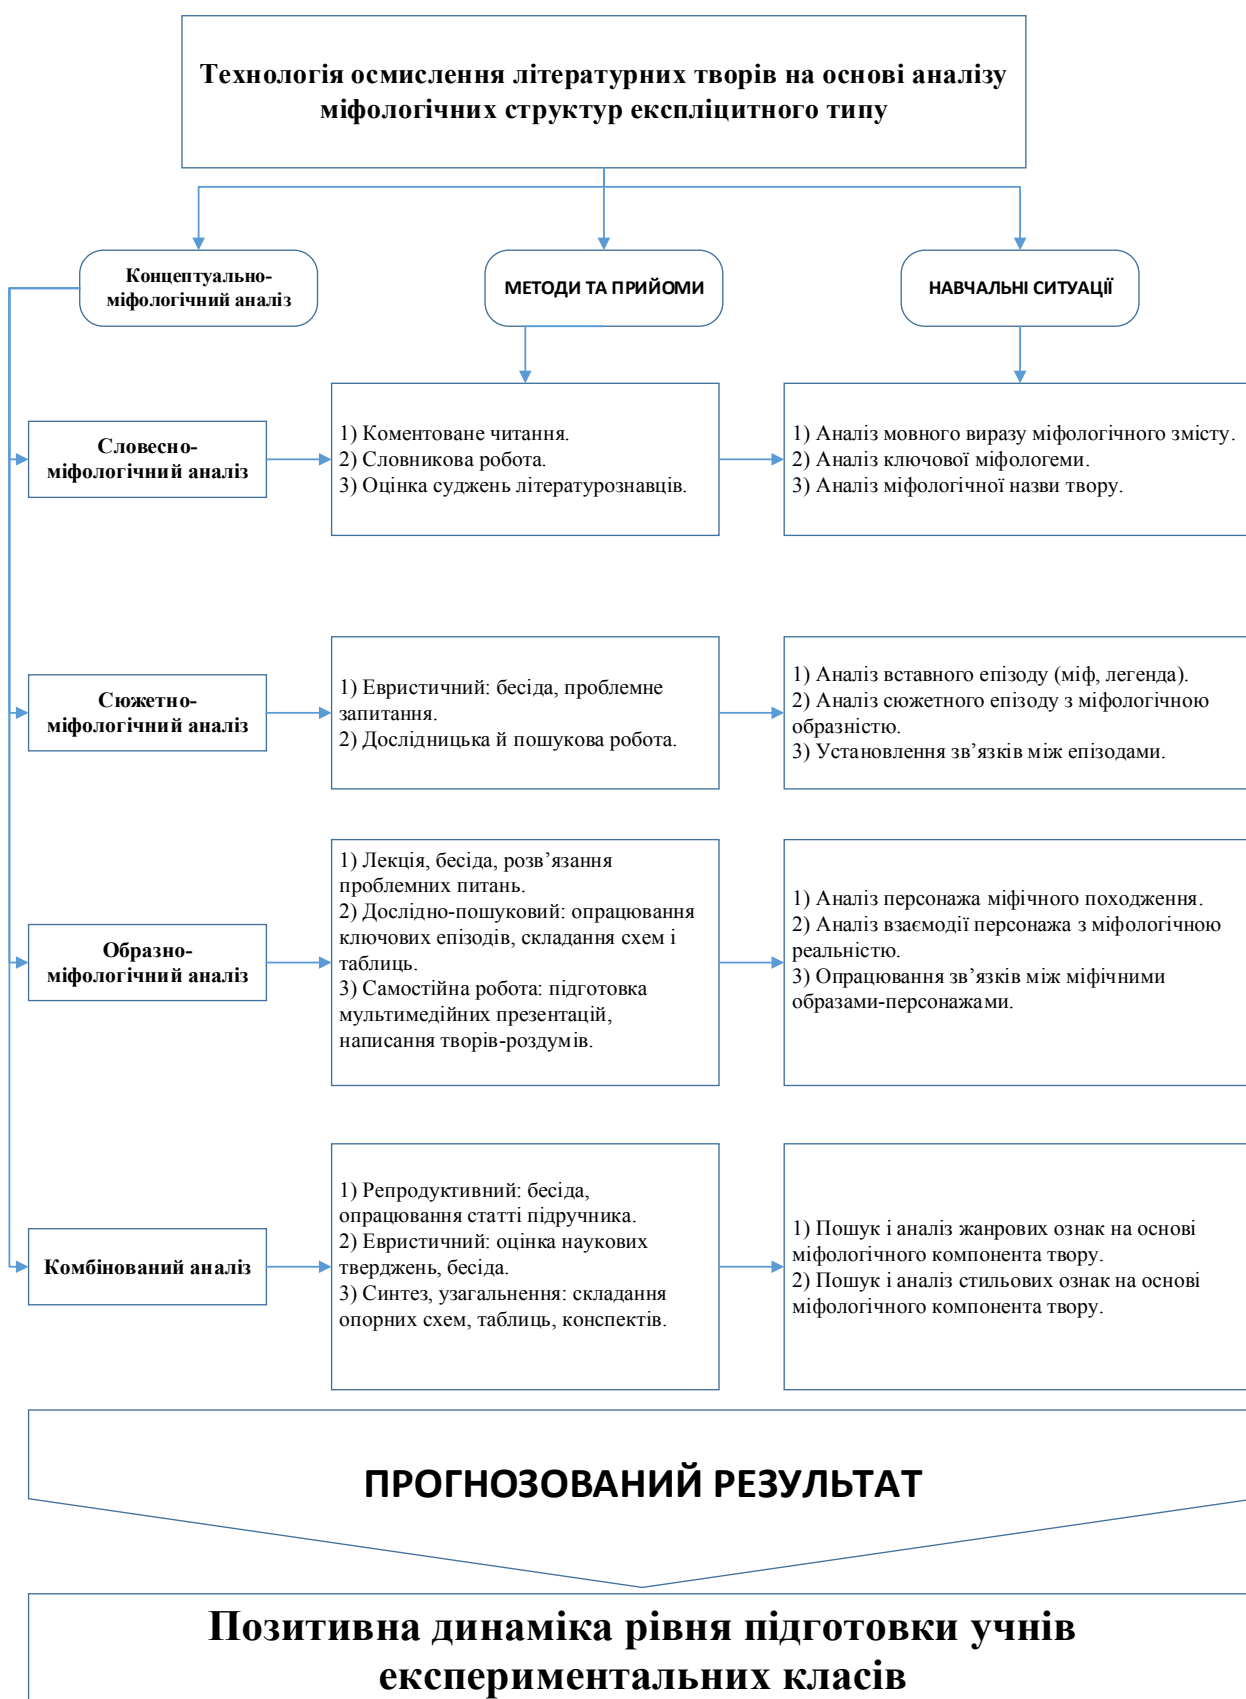 Технологія осмислення літературних творів на основі аналізу
міфологічних структур експліцитного типу
Концептуально-
міфологічний аналіз
МЕТОДИ ТА ПРИЙОМИ
НАВЧАЛЬНІ СИТУАЦІЇ
Словесно-
міфологічний аналіз
1) Коментоване читання.
2) Словникова робота.
3) Оцінка суджень літературознавців.
1) Аналіз мовного виразу міфологічного змісту.
2) Аналіз ключової міфологеми.
3) Аналіз міфологічної назви твору.
Сюжетно-
міфологічний аналіз
1) Евристичний: бесіда, проблемне
запитання.
2) Дослідницька й пошукова робота.
1) Аналіз вставного епізоду (міф, легенда).
2) Аналіз сюжетного епізоду з міфологічною
образністю.
3) Установлення зв’язків між епізодами.
Образно-
міфологічний аналіз
1) Лекція, бесіда, розв’язання
проблемних питань.
2) Дослідно-пошуковий: опрацювання
ключових епізодів, складання схем і
таблиць.
3) Самостійна робота: підготовка
мультимедійних презентацій,
написання творів-роздумів.
1) Аналіз персонажа міфічного походження.
2) Аналіз взаємодії персонажа з міфологічною
реальністю.
3) Опрацювання зв’язків між міфічними
образами-персонажами.
Комбінований аналіз
1) Репродуктивний: бесіда,
опрацювання статті підручника.
2) Евристичний: оцінка наукових
тверджень, бесіда.
3) Синтез, узагальнення: складання
опорних схем, таблиць, конспектів.
1) Пошук і аналіз жанрових ознак на основі
міфологічного компонента твору.
2) Пошук і аналіз стильових ознак на основі
міфологічного компонента твору.
ПРОГНОЗОВАНИЙ РЕЗУЛЬТАТ
Позитивна динаміка рівня підготовки учнів
експериментальних класів